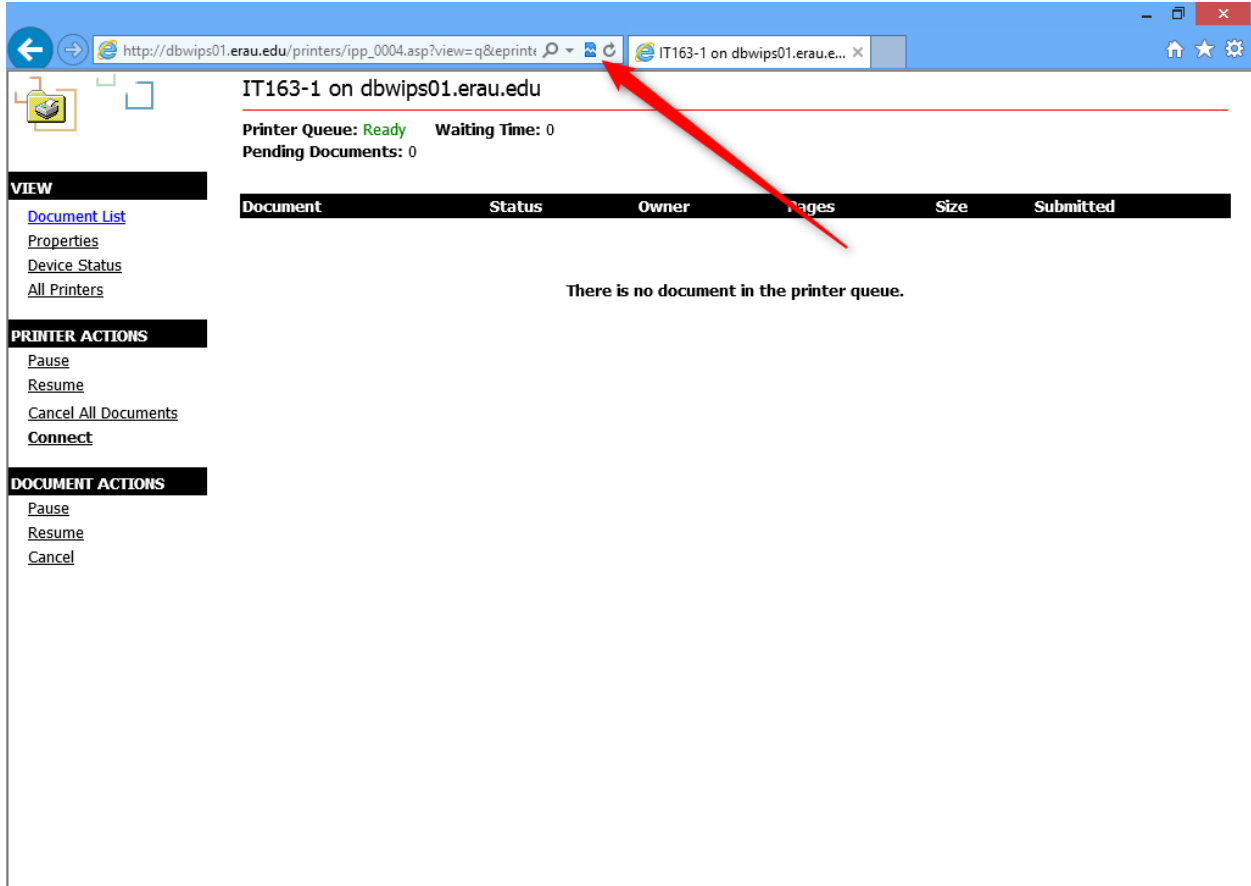 http://dbwips01.erau.edu/printers/ipp_0004.asp?view=q&eprinte
IT163-1 on dbwips01.erau.e...
IT163-1 on dbwips01.erau.edu
Printer Queue: Ready Waiting Time: 0
Pending Documents: 0
VIEW
Document List
Properties
Device Status
All Printers
PRINTER ACTIONS
Pause
Resume
Cancel All Documents
Connect
DOCUMENT ACTIONS
Pause
Resume
Cancel
Document Status Owner Pages Size Submitted
There is no document in the printer queue.